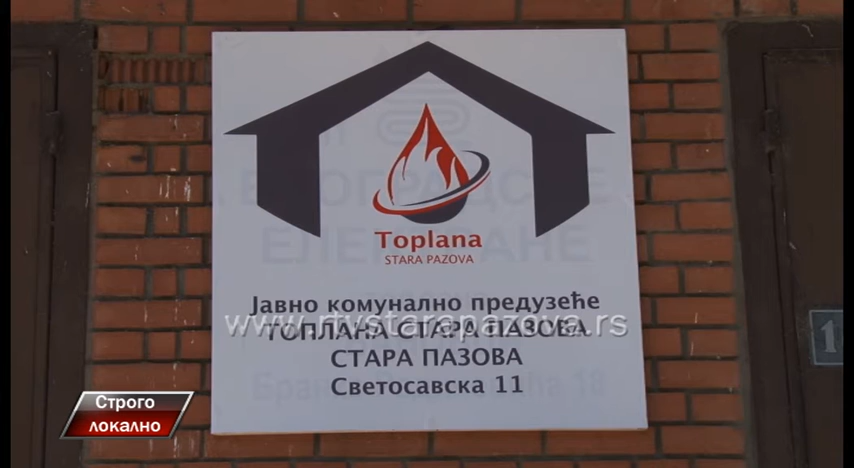 Toplana
STARA PAZOVA
Јавно комунално предузеће
ТОПЛАНА СТАРА ПАЗОВА
www.rtvstarapazova.rs
СТАРА ПАЗОВА
Светосавска 11
Строго
локално